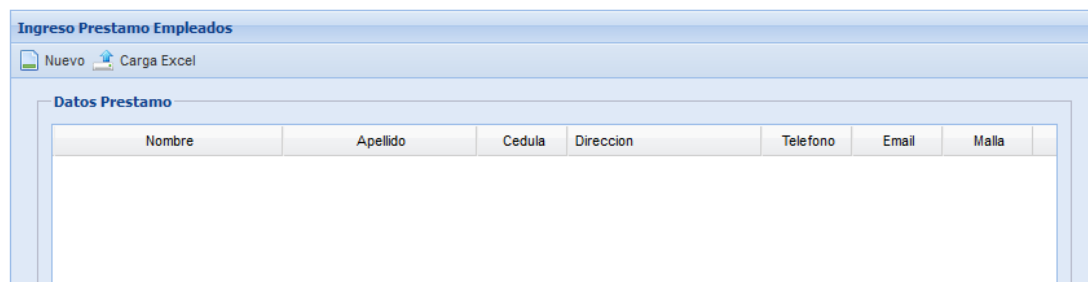 Ingreso Prestamo Empleados
Nuevo Carga Excel
Datos Prestamo
Nombre Apellido Cedula Direccion Telefono Email Malla